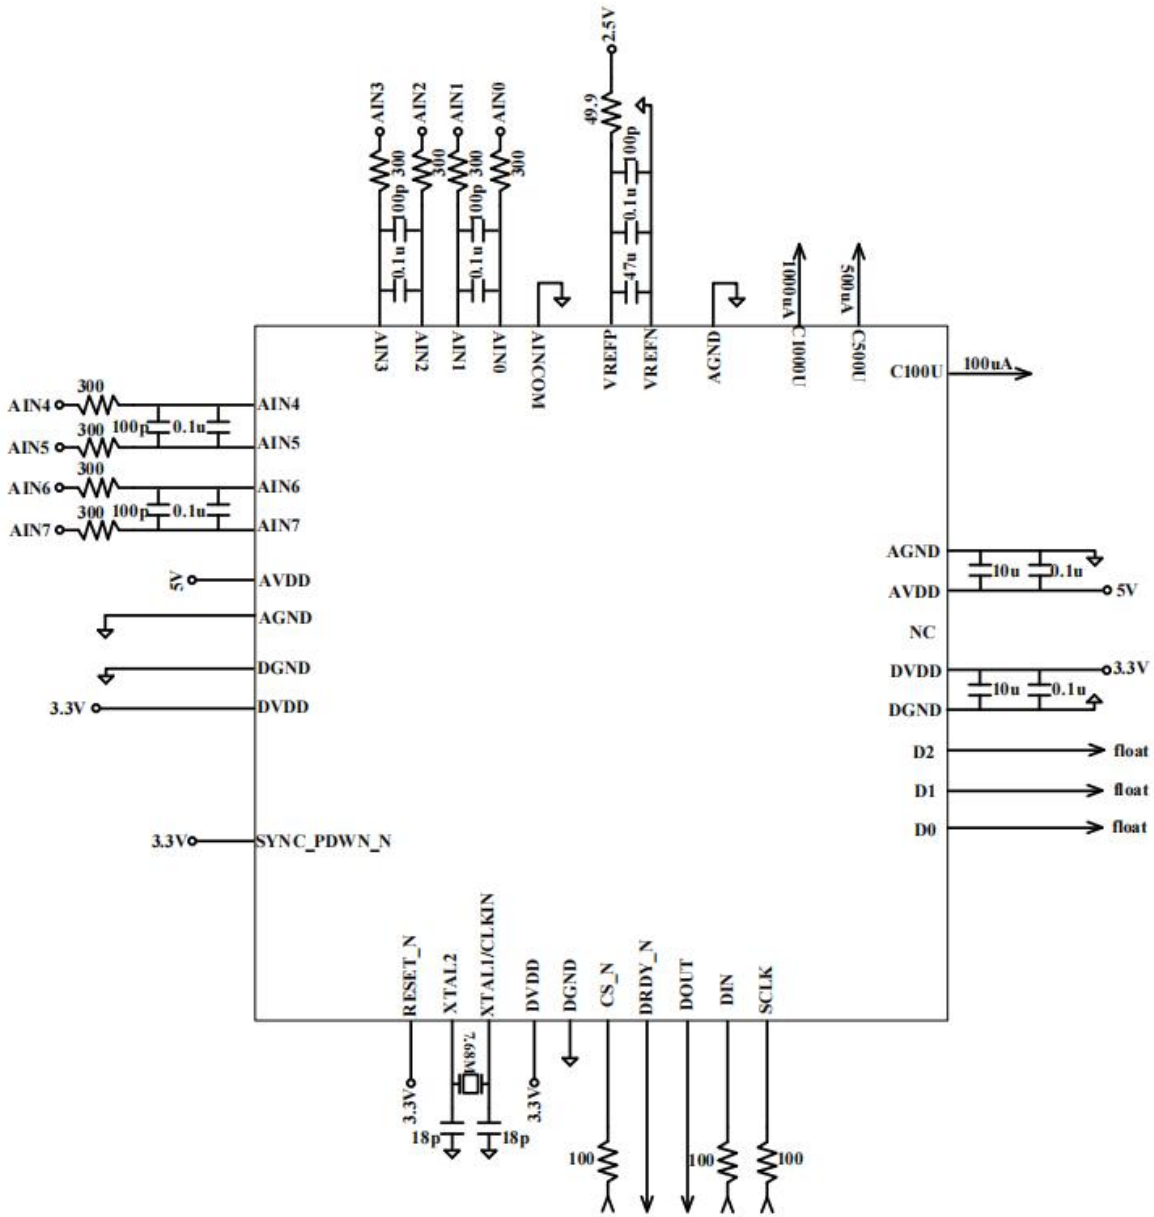 2.5V
AIN3
AIN2
AIN1
AIN0
49.9
300
300
300
300
100p
100p
100p
0.1u
0.1u
0.1u
47u
1000uA
500uA
AIN3
AIN2
AIN1
AIN0
AINCOM
VREFP
VREFN
AGND
C1000U
C500U
C100U
100uA
300
AIN4
AIN4
300
100p
0.1u
AIN5
AIN5
300
AIN6
AIN6
300
100p
0.1u
AIN7
AIN7
5V
AVDD
AGND
DGND
3.3V
DVDD
3.3V
SYNC_PDWN_N
AGND
10u
0.1u
AVDD
5V
NC
DVDD
3.3V
10u
0.1u
DGND
D2
float
D1
float
D0
float
RESET_N
XTAL2
XTAL1/CLKIN
DVDD
DGND
CS_N
DRDY_N
DOUT
DIN
SCLK
7.68M
3.3V
3.3V
18p
18p
100
100
100